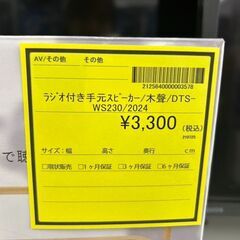 AV/その他　その他
2125640000003578
ﾗｼﾞｵ付き手元ｽﾋﾟｰｶｰ/木聲/DTS-
WS230/2024
¥3,300 (税込)
サイズ：幅　高さ　奥行　cm
□現状販売 □1ヶ月保証 □3ヶ月保証 □6ヶ月保証
で聴